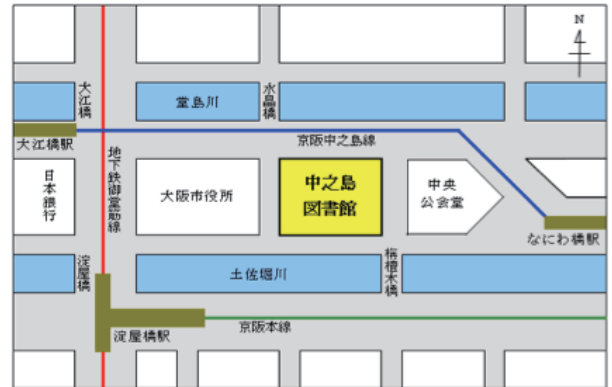 N
大江橋
堂島川
水晶橋
大江橋駅
京阪中之島線
地下鉄御堂筋線
日本銀行
大阪市役所
中之島
図書館
中央
公会堂
なにわ橋駅
淀屋橋
土佐堀川
栴檀木橋
淀屋橋駅
京阪本線